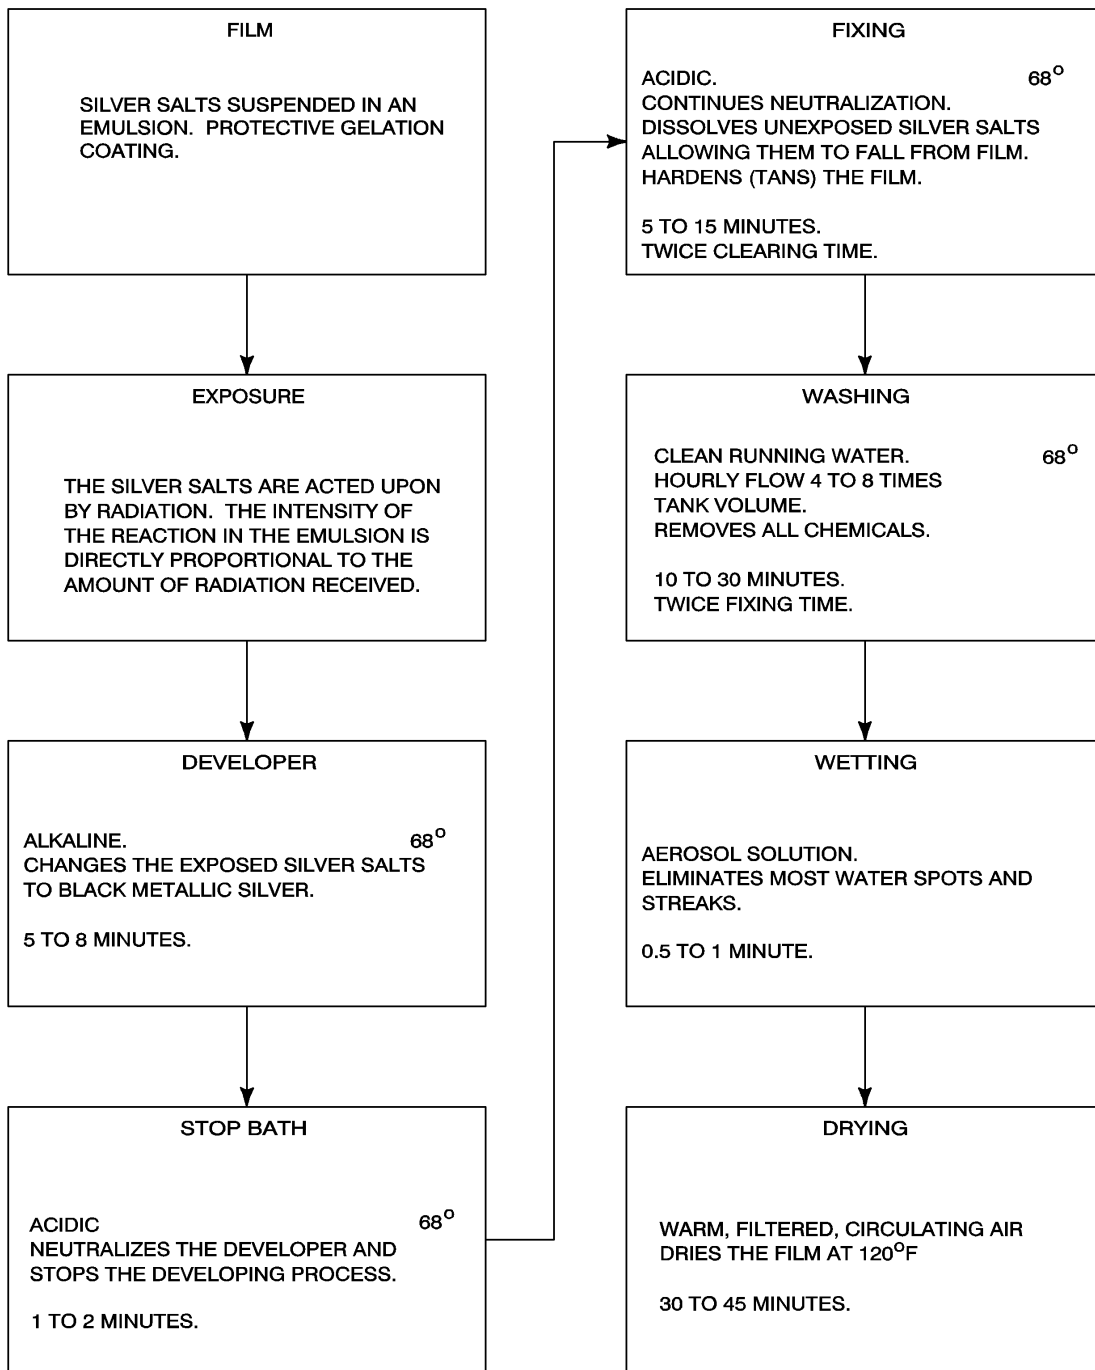 FILM
SILVER SALTS SUSPENDED IN AN
EMULSION. PROTECTIVE GELATION
COATING.
EXPOSURE
THE SILVER SALTS ARE ACTED UPON
BY RADIATION. THE INTENSITY OF
THE REACTION IN THE EMULSION IS
DIRECTLY PROPORTIONAL TO THE
AMOUNT OF RADIATION RECEIVED.
DEVELOPER
ALKALINE. 68°
CHANGES THE EXPOSED SILVER SALTS
TO BLACK METALLIC SILVER.
5 TO 8 MINUTES.
STOP BATH
ACIDIC 68°
NEUTRALIZES THE DEVELOPER AND
STOPS THE DEVELOPING PROCESS.
1 TO 2 MINUTES.
FIXING
ACIDIC. 68°
CONTINUES NEUTRALIZATION.
DISSOLVES UNEXPOSED SILVER SALTS
ALLOWING THEM TO FALL FROM FILM.
HARDENS (TANS) THE FILM.
5 TO 15 MINUTES.
TWICE CLEARING TIME.
WASHING
CLEAN RUNNING WATER. 68°
HOURLY FLOW 4 TO 8 TIMES
TANK VOLUME.
REMOVES ALL CHEMICALS.
10 TO 30 MINUTES.
TWICE FIXING TIME.
WETTING
AEROSOL SOLUTION.
ELIMINATES MOST WATER SPOTS AND
STREAKS.
0.5 TO 1 MINUTE.
DRYING
WARM, FILTERED, CIRCULATING AIR
DRIES THE FILM AT 120°F
30 TO 45 MINUTES.